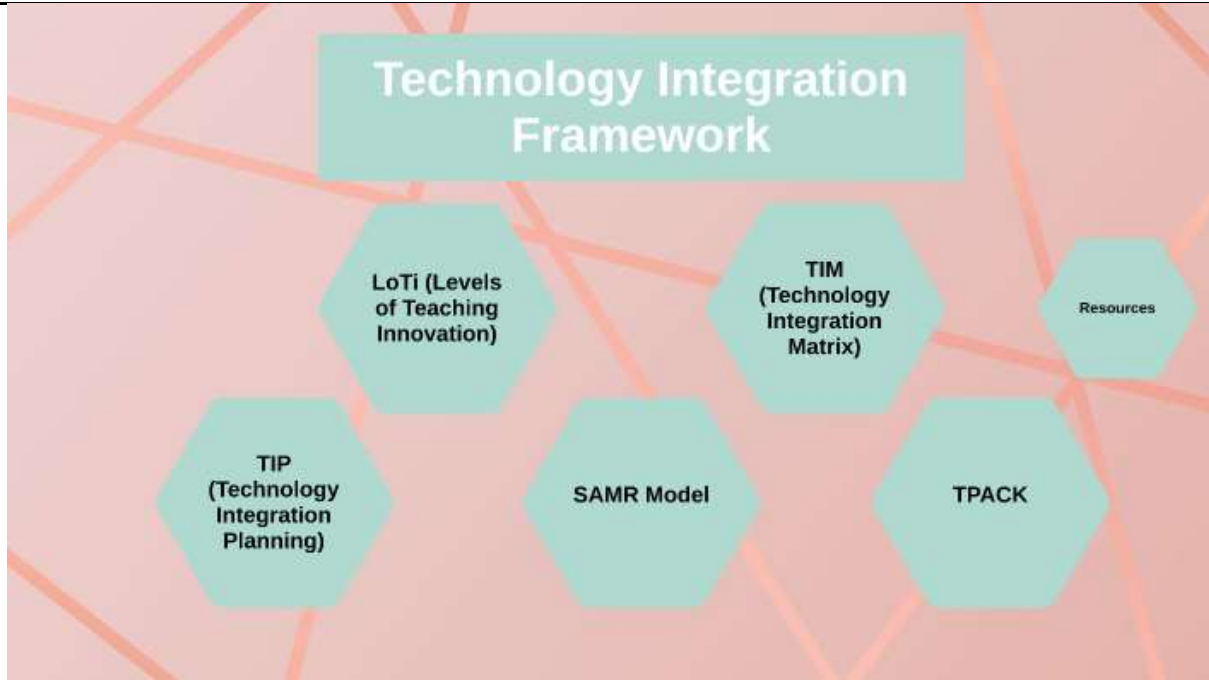 Technology Integration
Framework
LoTi (Levels
of Teaching
Innovation)
TIM
(Technology
Integration
Matrix)
Resources
TIP
(Technology
Integration
Planning)
SAMR Model
TPACK